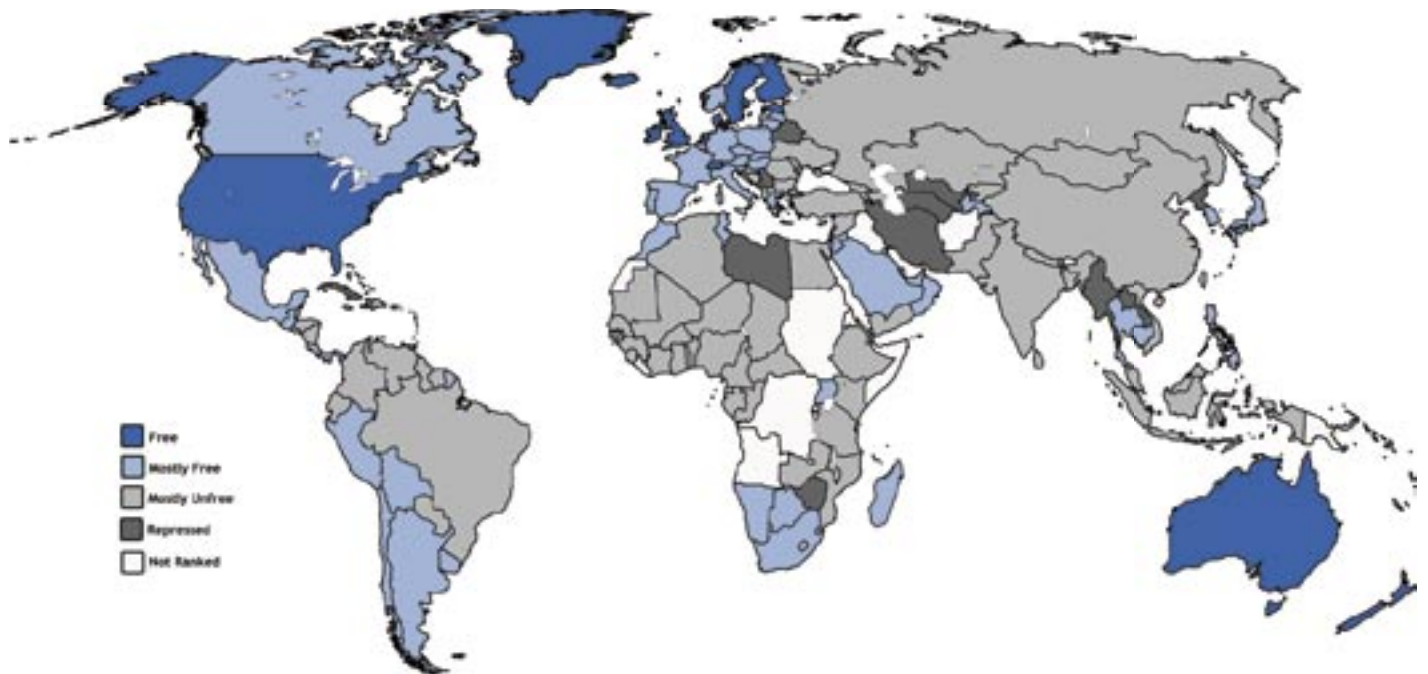 Free
Mostly Free
Mostly Unfree
Repressed
Not Ranked